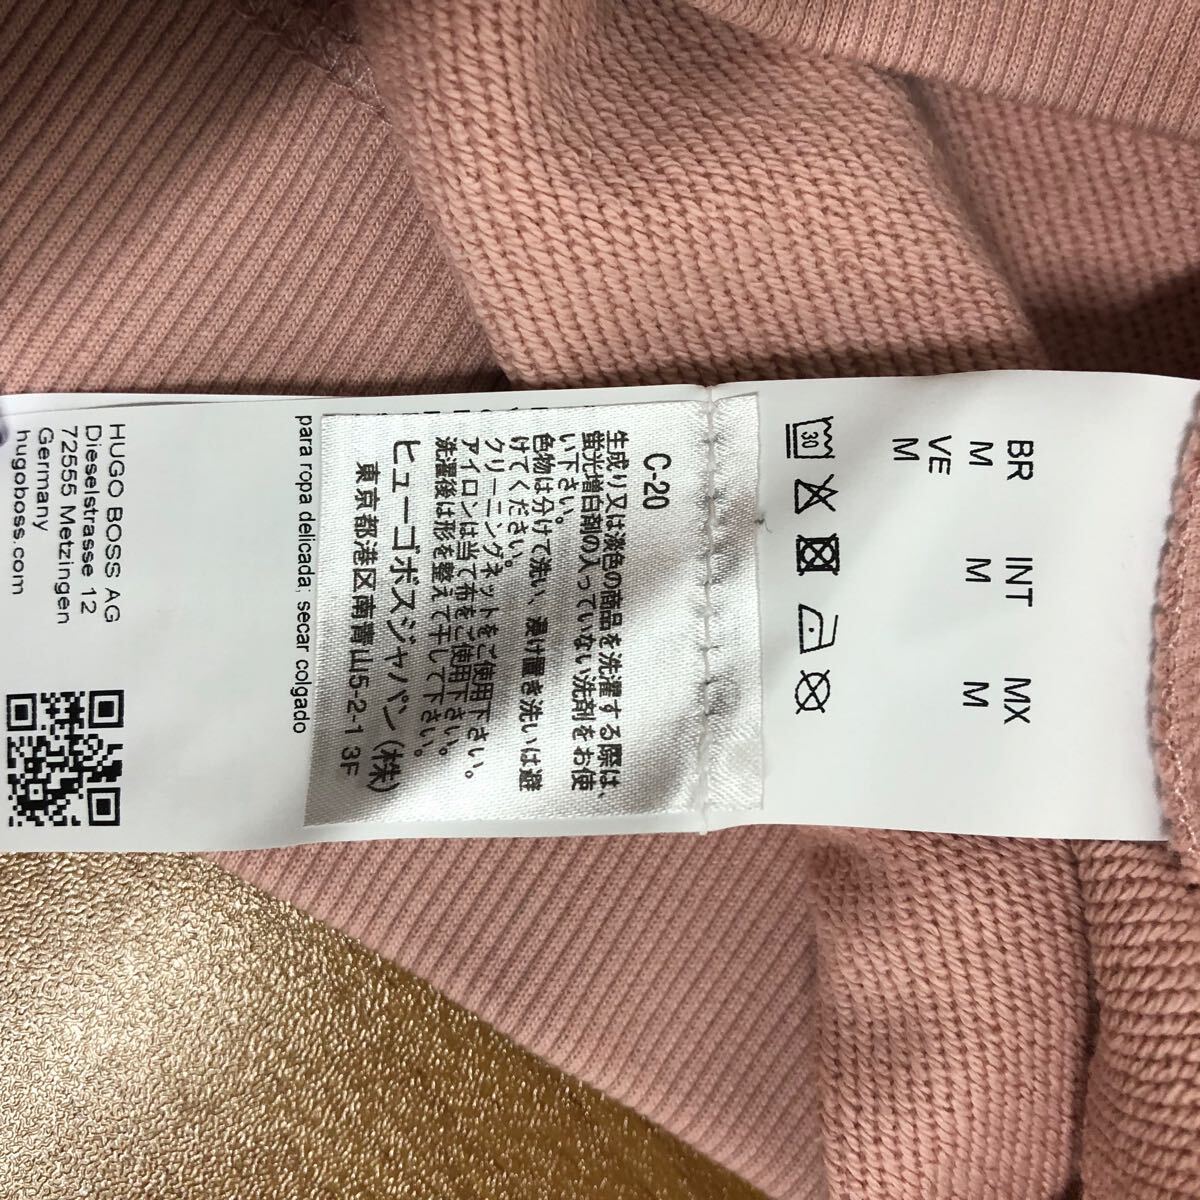 BR INT MX
M M M
VE
M
30
C-20
生成り又は淡色の商品を洗濯する際は、
蛍光増白剤の入っていない洗剤をお使
い下さい。
色物は分けて洗い、浸け置き洗いは避
けてください。
クリーニングネットをご使用下さい。
アイロンは当て布をご使用下さい。
洗濯後は形を整えて干して下さい。
ヒューゴボスジャパン(株)
東京都港区南青山5-2-1 3F
para ropa delicada; secar colgado
HUGO BOSS AG
Dieselstrasse 12
72555 Metzingen
Germany
hugoboss.com